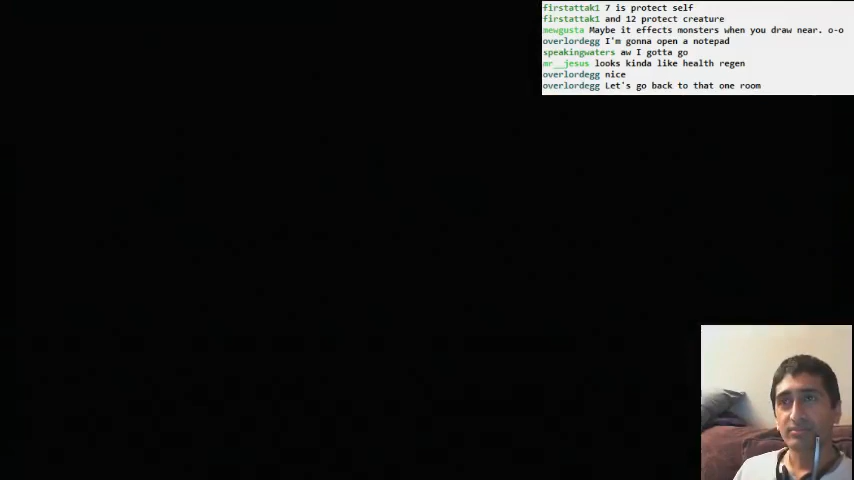 firstattak1 7 is protect self
firstattak1 and 12 protect creature
mewgusta Maybe it effects monsters when you draw near. o-o
overlordegg I'm gonna open a notepad
speakingwaters aw I gotta go
mr__jesus looks kinda like health regen
overlordegg nice
overlordegg Let's go back to that one room